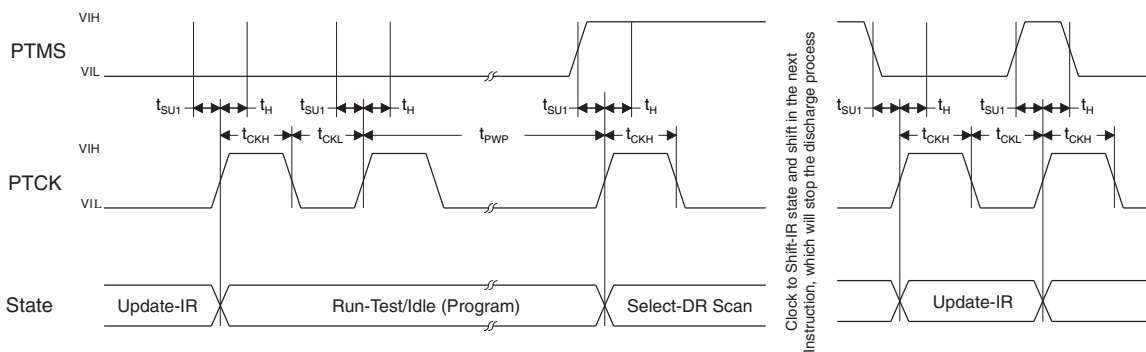 VIH
PTMS
VIL
tSU1 tH tSU1 tH tSU1 tH tSU1 tH tSU1 tH
tCKH tCKL tPWP tCKH tCKH tCKL tCKH
VIH
PTCK
VIL
State
Update-IR
Run-Test/Idle (Program)
Select-DR Scan
Clock to Shift-IR state and shift in the next
Instruction, which will stop the discharge process
Update-IR